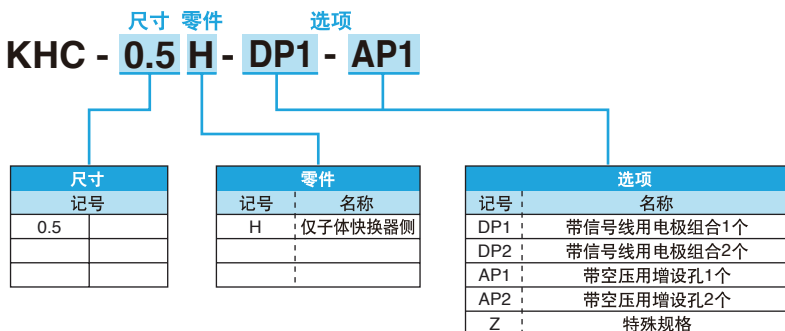 尺寸 零件 选项
KHC - 0.5 H - DP1 - AP1
尺寸
记号
0.5
零件
记号 名称
H 仅子体快换器侧
选项
记号 名称
DP1 带信号线用电极组合1个
DP2 带信号线用电极组合2个
AP1 带空压用增设孔1个
AP2 带空压用增设孔2个
Z 特殊规格